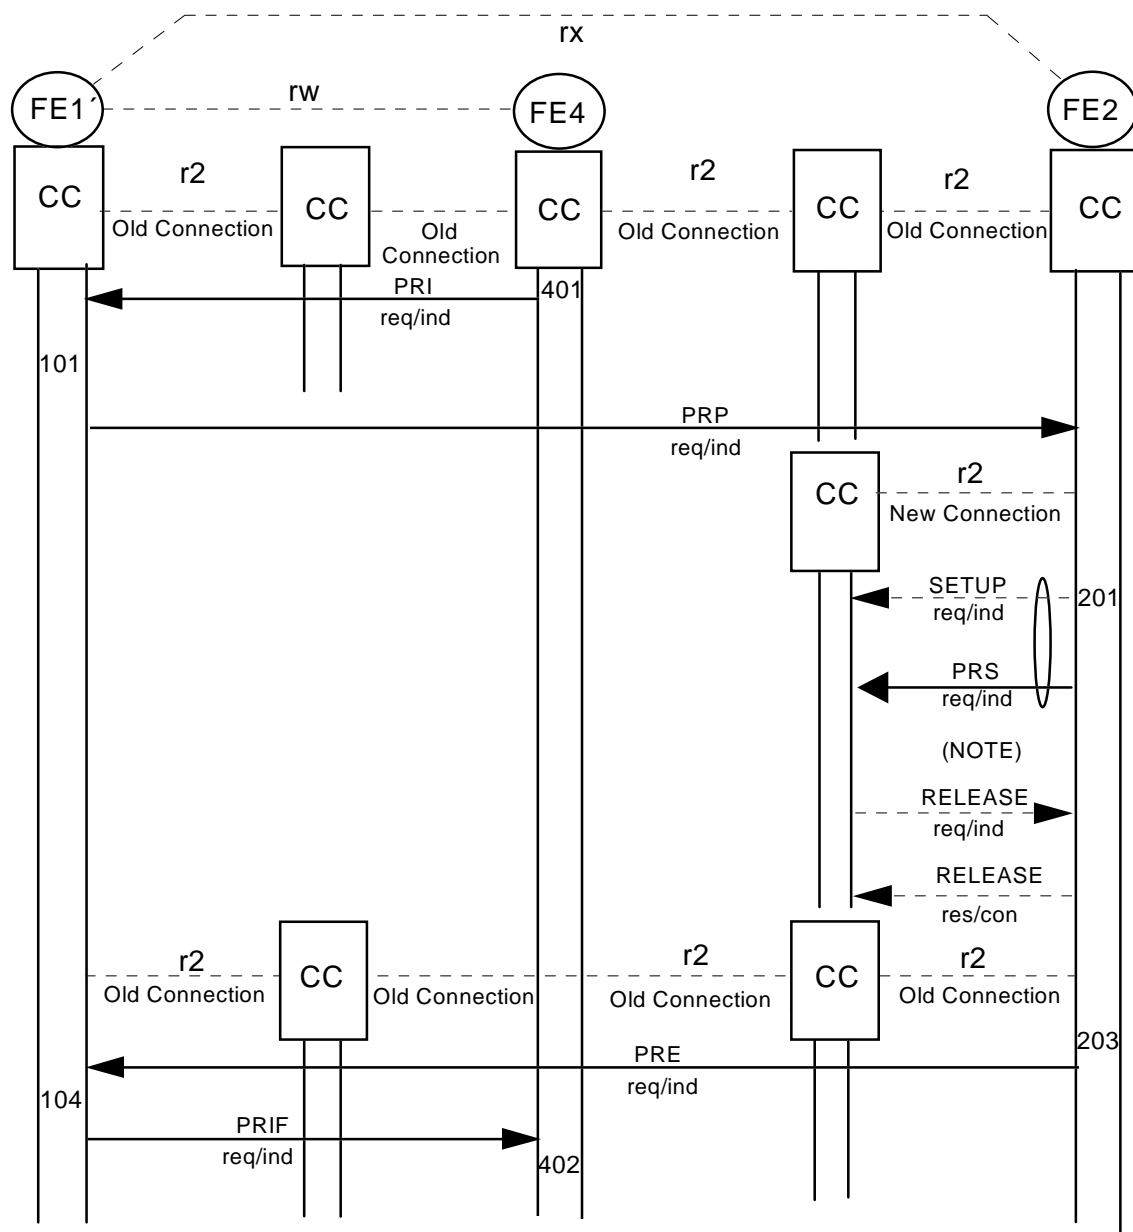 rx
FE1´
rw
FE4
FE2
CC
r2
Old Connection
CC
Old
Connection
CC
r2
Old Connection
CC
r2
Old Connection
CC
PRI
req/ind
401
101
PRP
req/ind
CC
r2
New Connection
SETUP
req/ind
201
PRS
req/ind
(NOTE)
RELEASE
req/ind
RELEASE
res/con
r2
Old Connection
CC
Old Connection
r2
Old Connection
CC
r2
Old Connection
203
PRE
req/ind
104
PRIF
req/ind
402